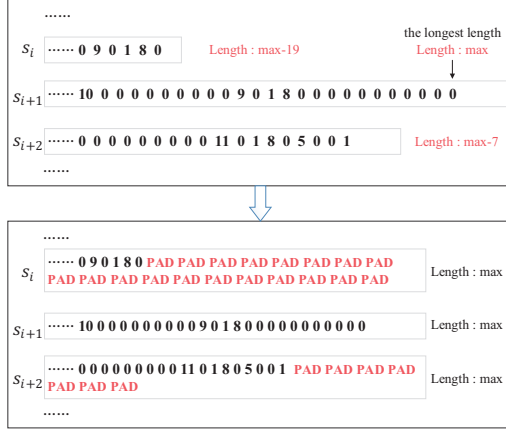 ......
s_i ...... 0 9 0 1 8 0 Length : max-19
the longest length
Length : max
s_{i+1} ...... 10 0 0 0 0 0 0 0 0 0 0 9 0 1 8 0 0 0 0 0 0 0 0 0 0 0
s_{i+2} ...... 0 0 0 0 0 0 0 0 0 11 0 1 8 0 5 0 0 1 Length : max-7
......
......
s_i ...... 0 9 0 1 8 0 PAD PAD PAD PAD PAD PAD PAD PAD
PAD PAD PAD PAD PAD PAD PAD PAD PAD PAD PAD Length : max
s_{i+1} ...... 10 0 0 0 0 0 0 0 0 0 0 9 0 1 8 0 0 0 0 0 0 0 0 0 0 0 Length : max
s_{i+2} ...... 0 0 0 0 0 0 0 0 0 11 0 1 8 0 5 0 0 1 PAD PAD PAD PAD
PAD PAD PAD Length : max
......